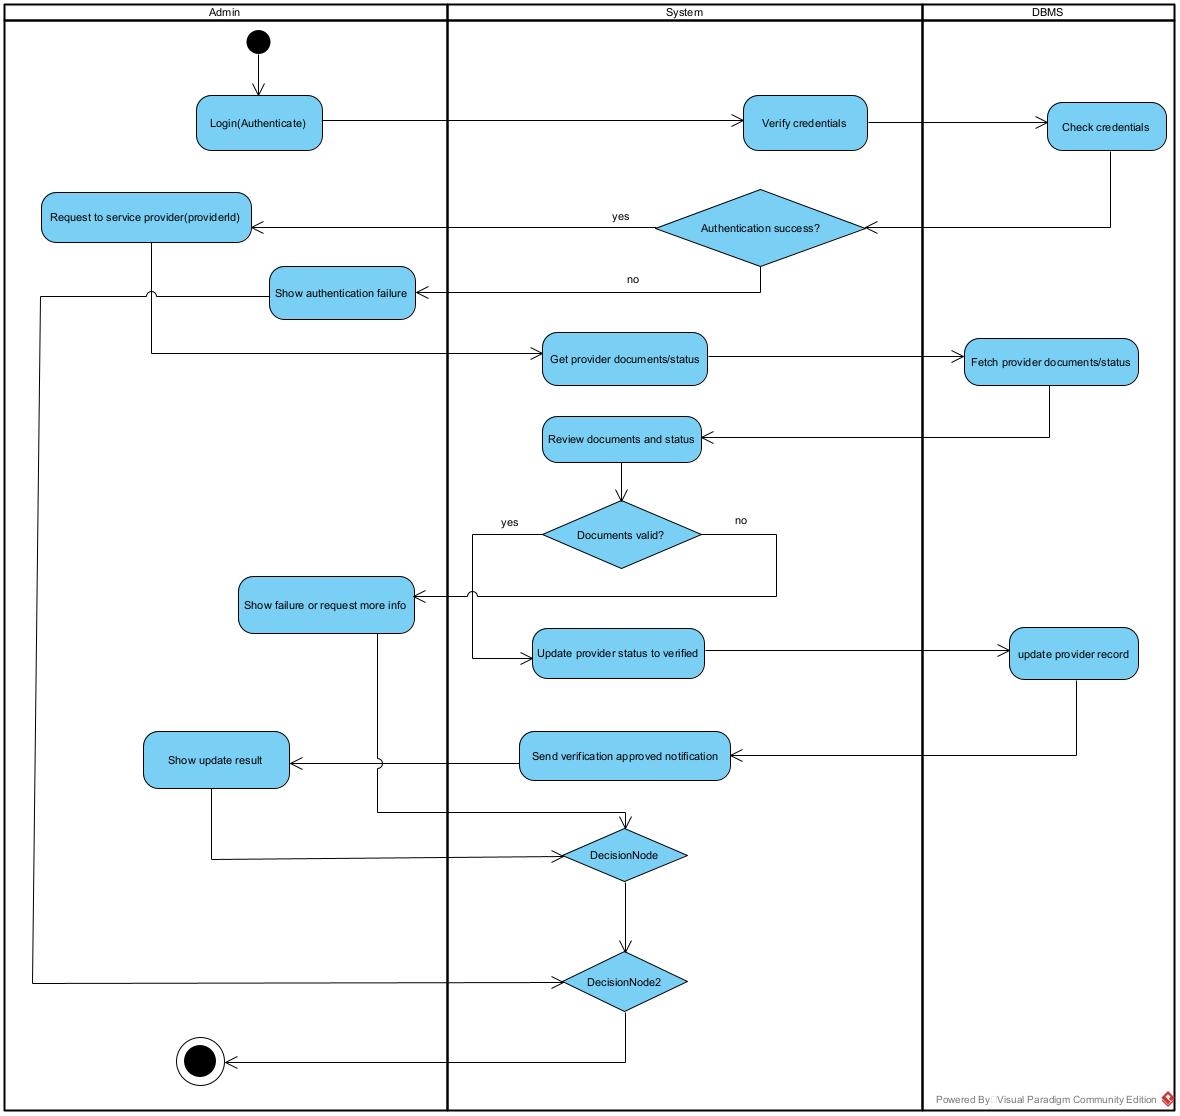 Admin
System
DBMS
Login(Authenticate)
Verify credentials
Check credentials
Request to service provider(providerId)
yes
Authentication success?
no
Show authentication failure
Get provider documents/status
Fetch provider documents/status
Review documents and status
yes
Documents valid?
no
Show failure or request more info
Update provider status to verified
update provider record
Show update result
Send verification approved notification
DecisionNode
DecisionNode2
Powered By Visual Paradigm Community Edition